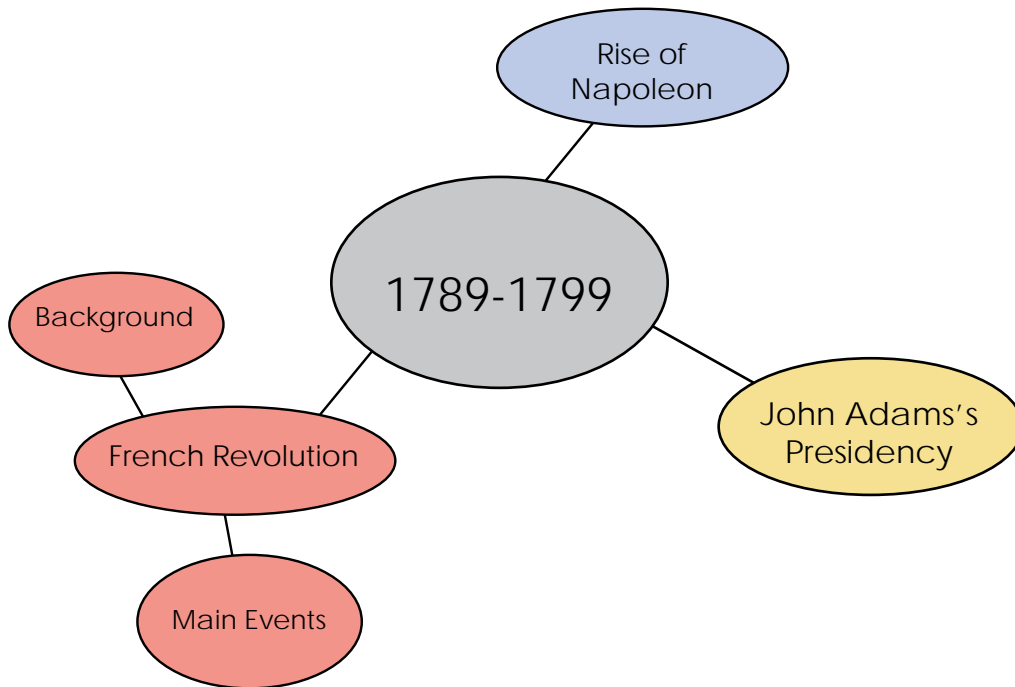 Rise of
Napoleon
1789-1799
Background
French Revolution
Main Events
John Adams's
Presidency